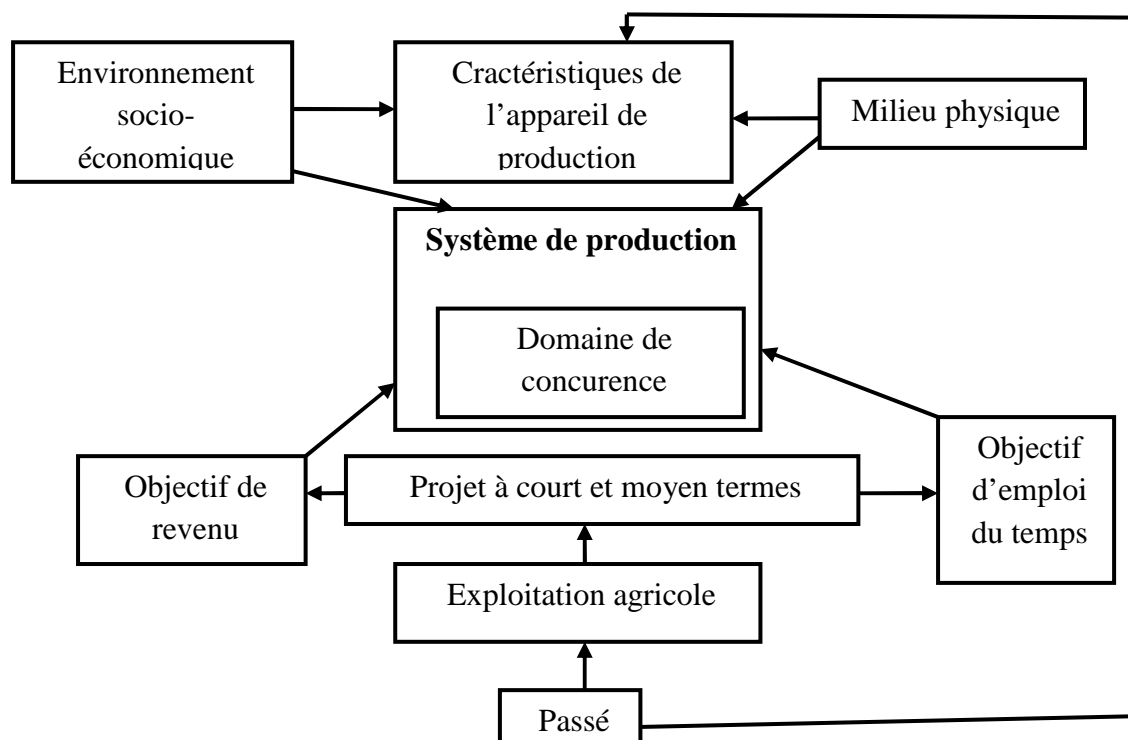 Environnement
socio-
économique
Cractéristiques de
l’appareil de
production
Milieu physique
Système de production
Domaine de
concurence
Objectif de
revenu
Projet à court et moyen termes
Objectif
d’emploi
du temps
Exploitation agricole
Passé